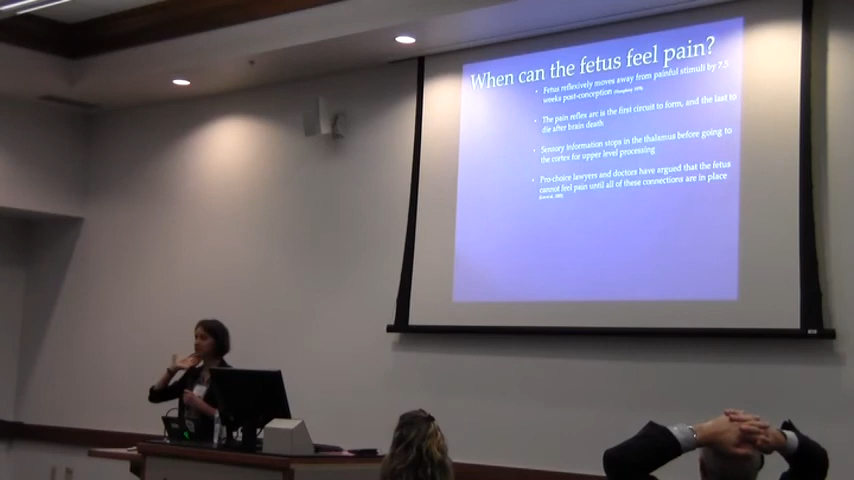 When can the fetus feel pain?
• Fetus reflexively moves away from painful stimuli by 7.5
weeks post-conception
• The pain reflex arc is the first circuit to form, and the last to
die after brain death
• Sensory information stops in the thalamus before going to
the cortex for upper level processing
• Pro-choice lawyers and doctors have argued that the fetus
cannot feel pain until all of these connections are in place